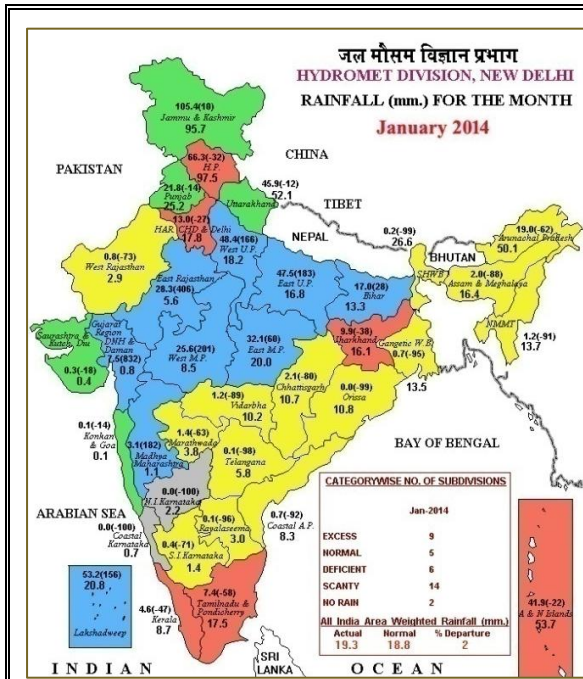 जल मौसम विज्ञान प्रभाग
HYDROMET DIVISION, NEW DELHI
RAINFALL (mm.) FOR THE MONTH
January 2014
105.4(10)
Jammu & Kashmir
95.7
CHINA
PAKISTAN
66.3(-32)
H.P.
97.5
21.8(-14)
Punjab
25.2
45.9(-12)
52.1
Uttarakhand
TIBET
13.0(-27)
HAR. CHD & Delhi
17.8
NEPAL
48.4(166)
West U.P.
18.2
0.2(-99)
26.6
19.0(-62)
Arunachal Pradesh
50.1
BHUTAN
0.8(-73)
West Rajasthan
2.9
East Rajasthan
28.3(406)
5.6
47.5(183)
East U.P.
16.8
17.0(28)
Bihar
13.3
SHWB
2.0(-88)
Assam & Meghalaya
16.4
NMMT
1.2(-91)
13.7
Saurashtra &
Kutch, Diu
0.3(-18)
0.4
Gujarat
Region
DNH &
Daman
7.5(832)
0.8
25.6(201)
West M.P.
8.5
32.1(60)
East M.P.
20.0
9.9(-38)
Jharkhand
16.1
Gangetic W.B.
0.7(-95)
13.5
2.1(-80)
Chhattisgarh
10.7
0.0(-99)
Orissa
10.8
1.2(-89)
Vidarbha
10.2
0.1(-14)
Konkan
& Goa
0.1
3.1(182)
Madhya
Maharashtra
1.1
1.4(-63)
Marathwada
3.8
0.1(-98)
Telangana
5.8
BAY OF BENGAL
ARABIAN SEA
0.0(-100)
N.I.Karnataka
2.2
0.0(-100)
Coastal
Karnataka
0.7
0.1(-96)
Rayalaseema
3.0
0.7(-92)
Coastal A.P.
8.3
0.4(-71)
S.I.Karnataka
1.4
53.2(156)
20.8
Lakshadweep
4.6(-47)
Kerala
8.7
7.4(-58)
Tamilnadu &
Pondicherry
17.5
CATEGORYWISE NO. OF SUBDIVISIONS
Jan-2014
EXCESS 9
NORMAL 5
DEFICIENT 6
SCANTY 14
NO RAIN 2
All India Area Weighted Rainfall (mm.)
Actual Normal % Departure
19.3 18.8 2
41.9(-22)
A & N Islands
53.7
SRI
LANKA
INDIAN OCEAN